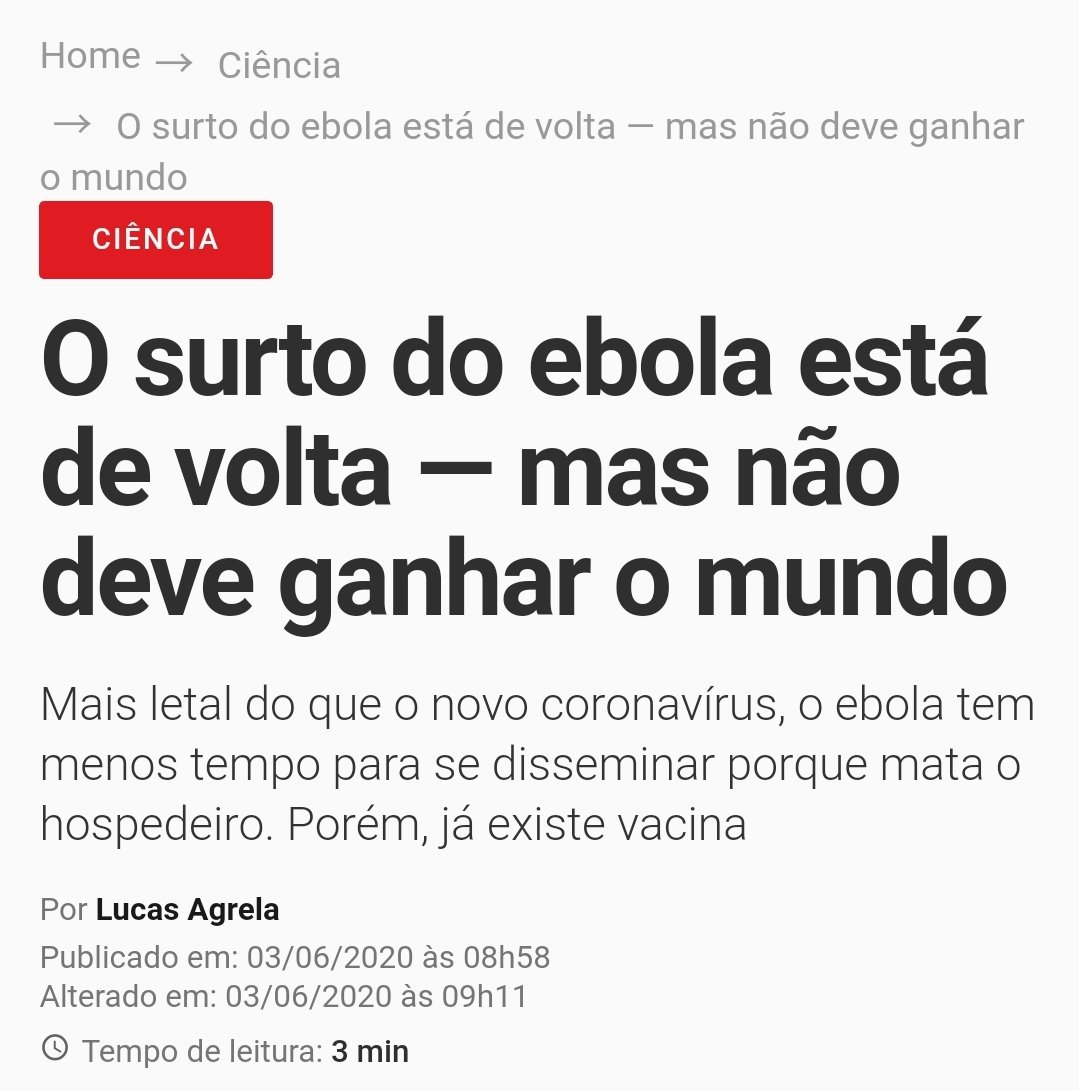 Home → Ciência
→ O surto do ebola está de volta — mas não deve ganhar
o mundo
CIÊNCIA
O surto do ebola está
de volta — mas não
deve ganhar o mundo
Mais letal do que o novo coronavírus, o ebola tem
menos tempo para se disseminar porque mata o
hospedeiro. Porém, já existe vacina
Por Lucas Agrela
Publicado em: 03/06/2020 às 08h58
Alterado em: 03/06/2020 às 09h11
Tempo de leitura: 3 min